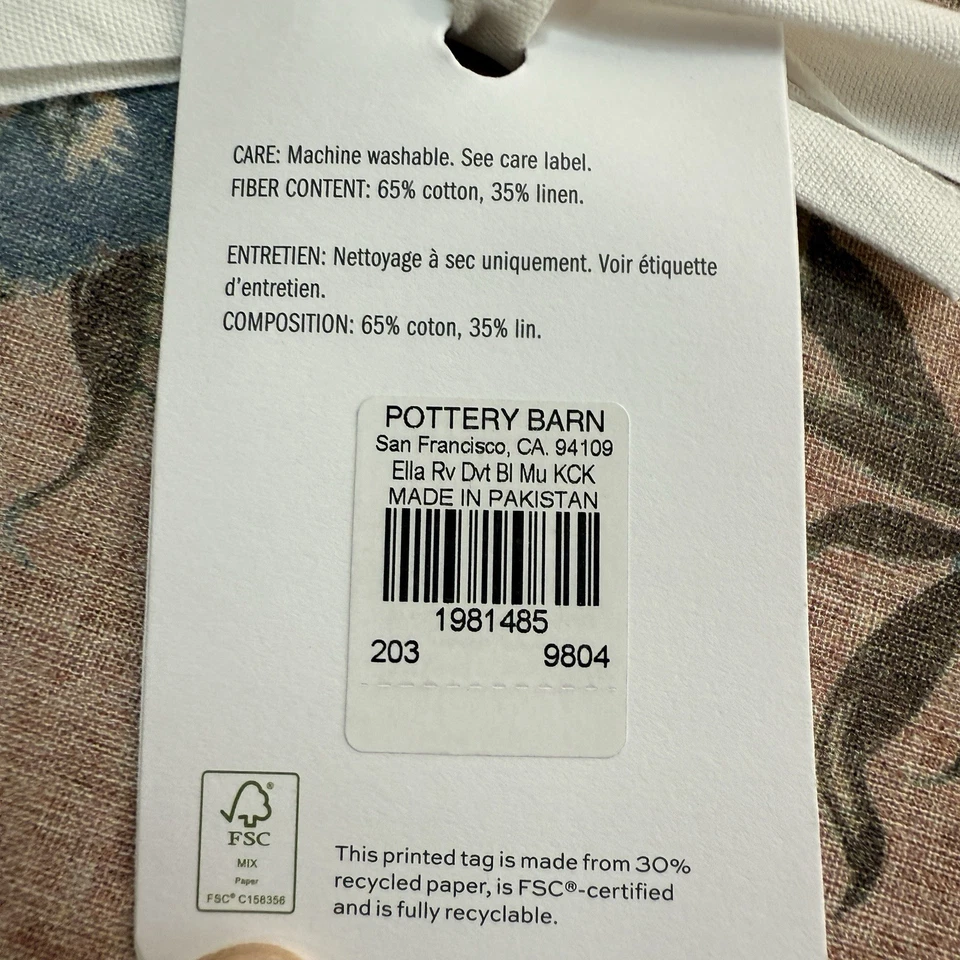 CARE: Machine washable. See care label.
FIBER CONTENT: 65% cotton, 35% linen.
ENTRETIEN: Nettoyage à sec uniquement. Voir étiquette
d'entretien.
COMPOSITION: 65% coton, 35% lin.
POTTERY BARN
San Francisco, CA. 94109
Ella Rv Dvt Bl Mu KCK
MADE IN PAKISTAN
1981485
203 9804
FSC
MIX
Paper
FSC® C158356
This printed tag is made from 30%
recycled paper, is FSC®-certified
and is fully recyclable.